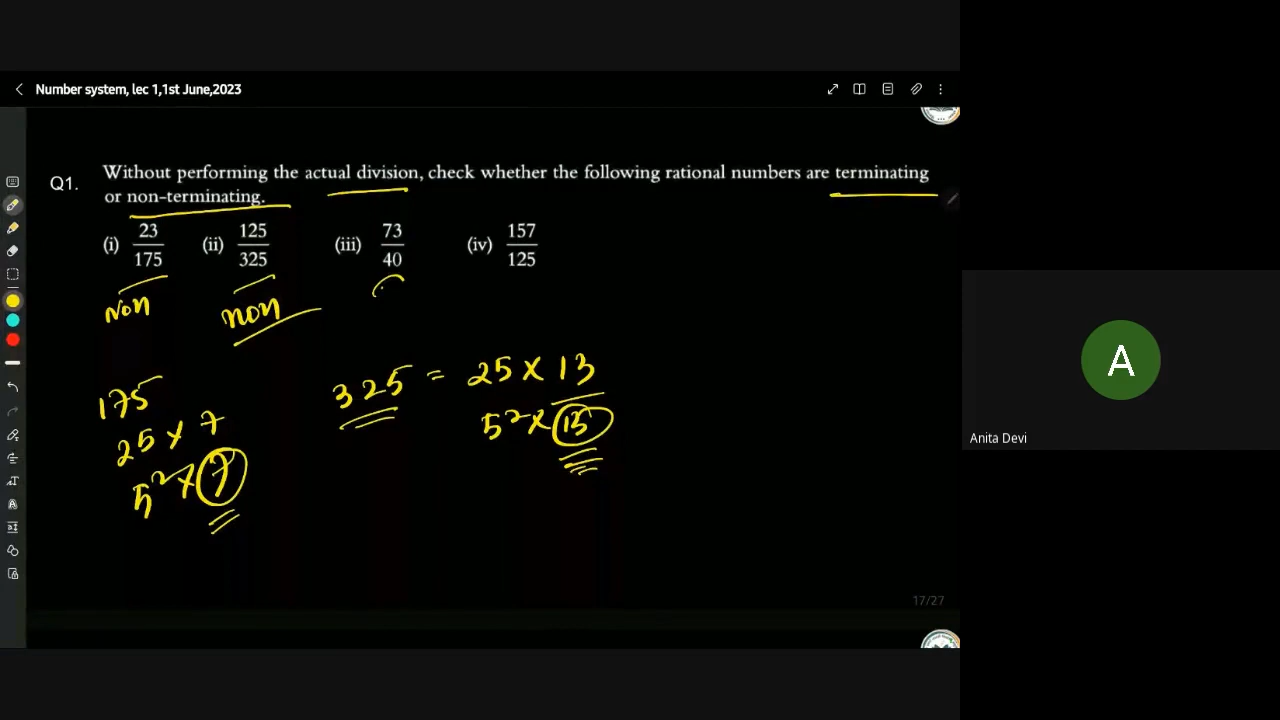 Number system, lec 1,1st June,2023
Q1. Without performing the actual division, check whether the following rational numbers are terminating
or non-terminating.
(i) 23/175 (ii) 125/325 (iii) 73/40 (iv) 157/125
Non non
175
25 × 7
5² × 7
325 = 25 × 13
5² × 13
17/27
A
Anita Devi